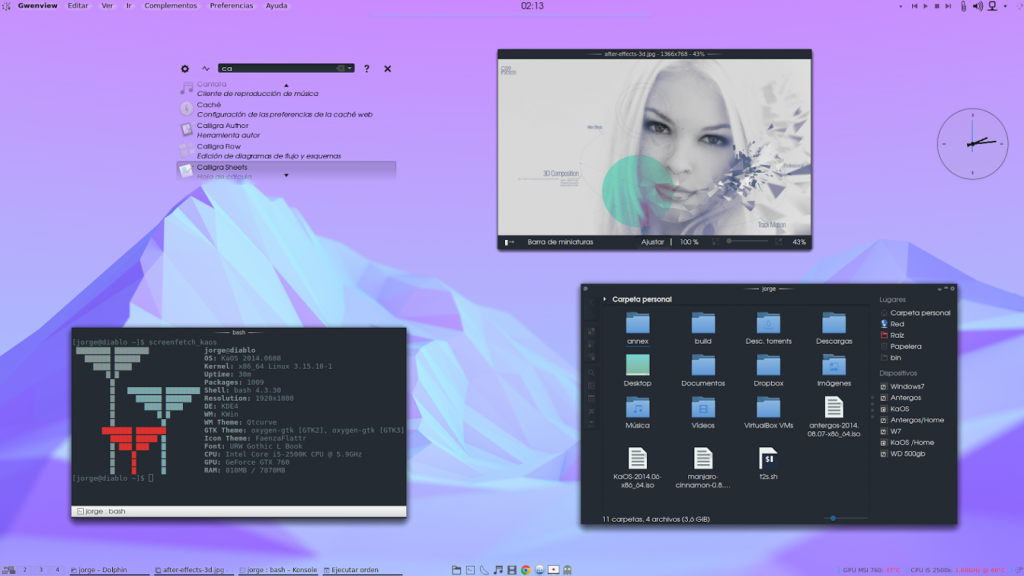 Gwenview Editar Ver Ir Complementos Preferencias Ayuda
02:13
ca
?
Cantata
Cliente de reproducción de música
Caché
Configuración de las preferencias de la caché web
Calligra Author
Herramienta autor
Calligra Flow
Edición de diagramas de flujo y esquemas
Calligra Sheets
Hoja de cálculo
after-effects-3d.jpg - 1366x768 - 43%
3D Composition
Track Motion
Barra de miniaturas Ajustar 100 % 43%
bash
[jorge@diablo ~]$ screenfetch_kaos
jorge@diablo
OS: KaOS 2014.0608
Kernel: x86_64 Linux 3.15.10-1
Uptime: 30m
Packages: 1009
Shell: bash 4.3.30
Resolution: 1920x1080
DE: KDE4
WM: KWin
WM Theme: Qtcurve
GTK Theme: oxygen-gtk [GTK2], oxygen-gtk [GTK3]
Icon Theme: FaenzaFlattr
Font: URW Gothic L Book
CPU: Intel Core i5-2500K CPU @ 5.9GHz
GPU: GeForce GTX 760
RAM: 810MB / 7870MB
[jorge@diablo ~]$
jorge : bash
jorge
Carpeta personal
annex build Desc. torrents Descargas
Desktop Documentos Dropbox Imágenes
Música Vídeos VirtualBox VMs antergos-2014.
08.07-x86_64.iso
KaOS-2014.06-
x86_64.iso
manjaro-
cinnamon-0.8....
t2s.sh
11 carpetas, 4 archivos (3,6 GiB)
Lugares
Carpeta personal
Red
Raíz
Papelera
bin
Dispositivos
Windows7
Antergos
KaOS
Antergos/Home
W7
KaOS /Home
WD 500gb
2 3 4 jorge – Dolphin after-effects-3d.jpg - jorge : bash – Konsole Ejecutar orden
GPU MSI 760: CPU i5 2500k: